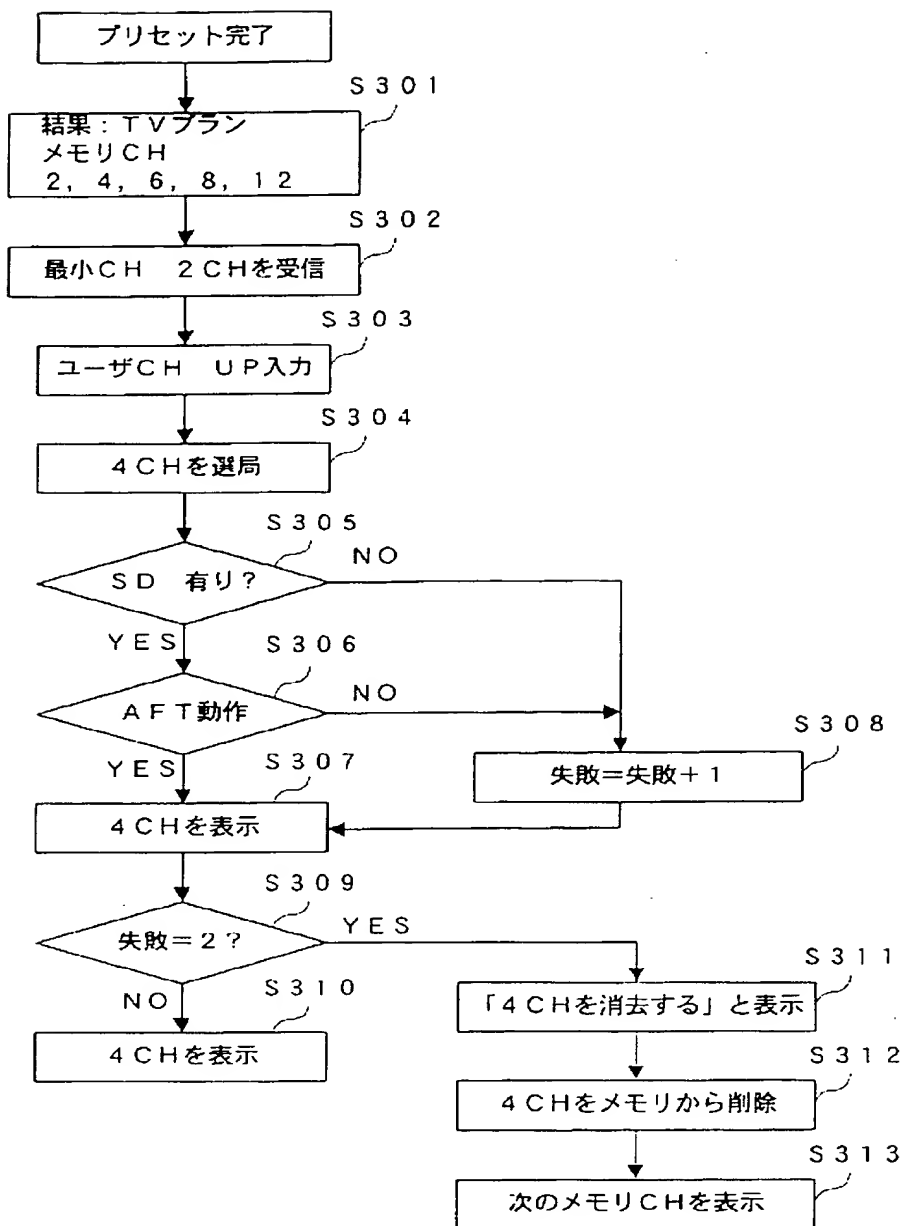 プリセット完了
S301
結果:TVプラン
メモリCH
2, 4, 6, 8, 12
S302
最小CH 2CHを受信
S303
ユーザCH UP入力
S304
4CHを選局
S305
SD 有り?
NO
YES
S306
AFT動作
NO
YES
S307
4CHを表示
S308
失敗=失敗+1
S309
失敗=2?
YES
NO
S310
4CHを表示
S311
「4CHを消去する」と表示
S312
4CHをメモリから削除
S313
次のメモリCHを表示